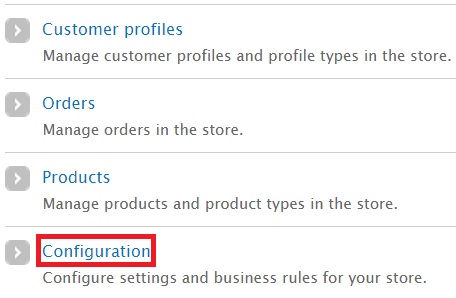 Customer profiles
Manage customer profiles and profile types in the store.
Orders
Manage orders in the store.
Products
Manage products and product types in the store.
Configuration
Configure settings and business rules for your store.